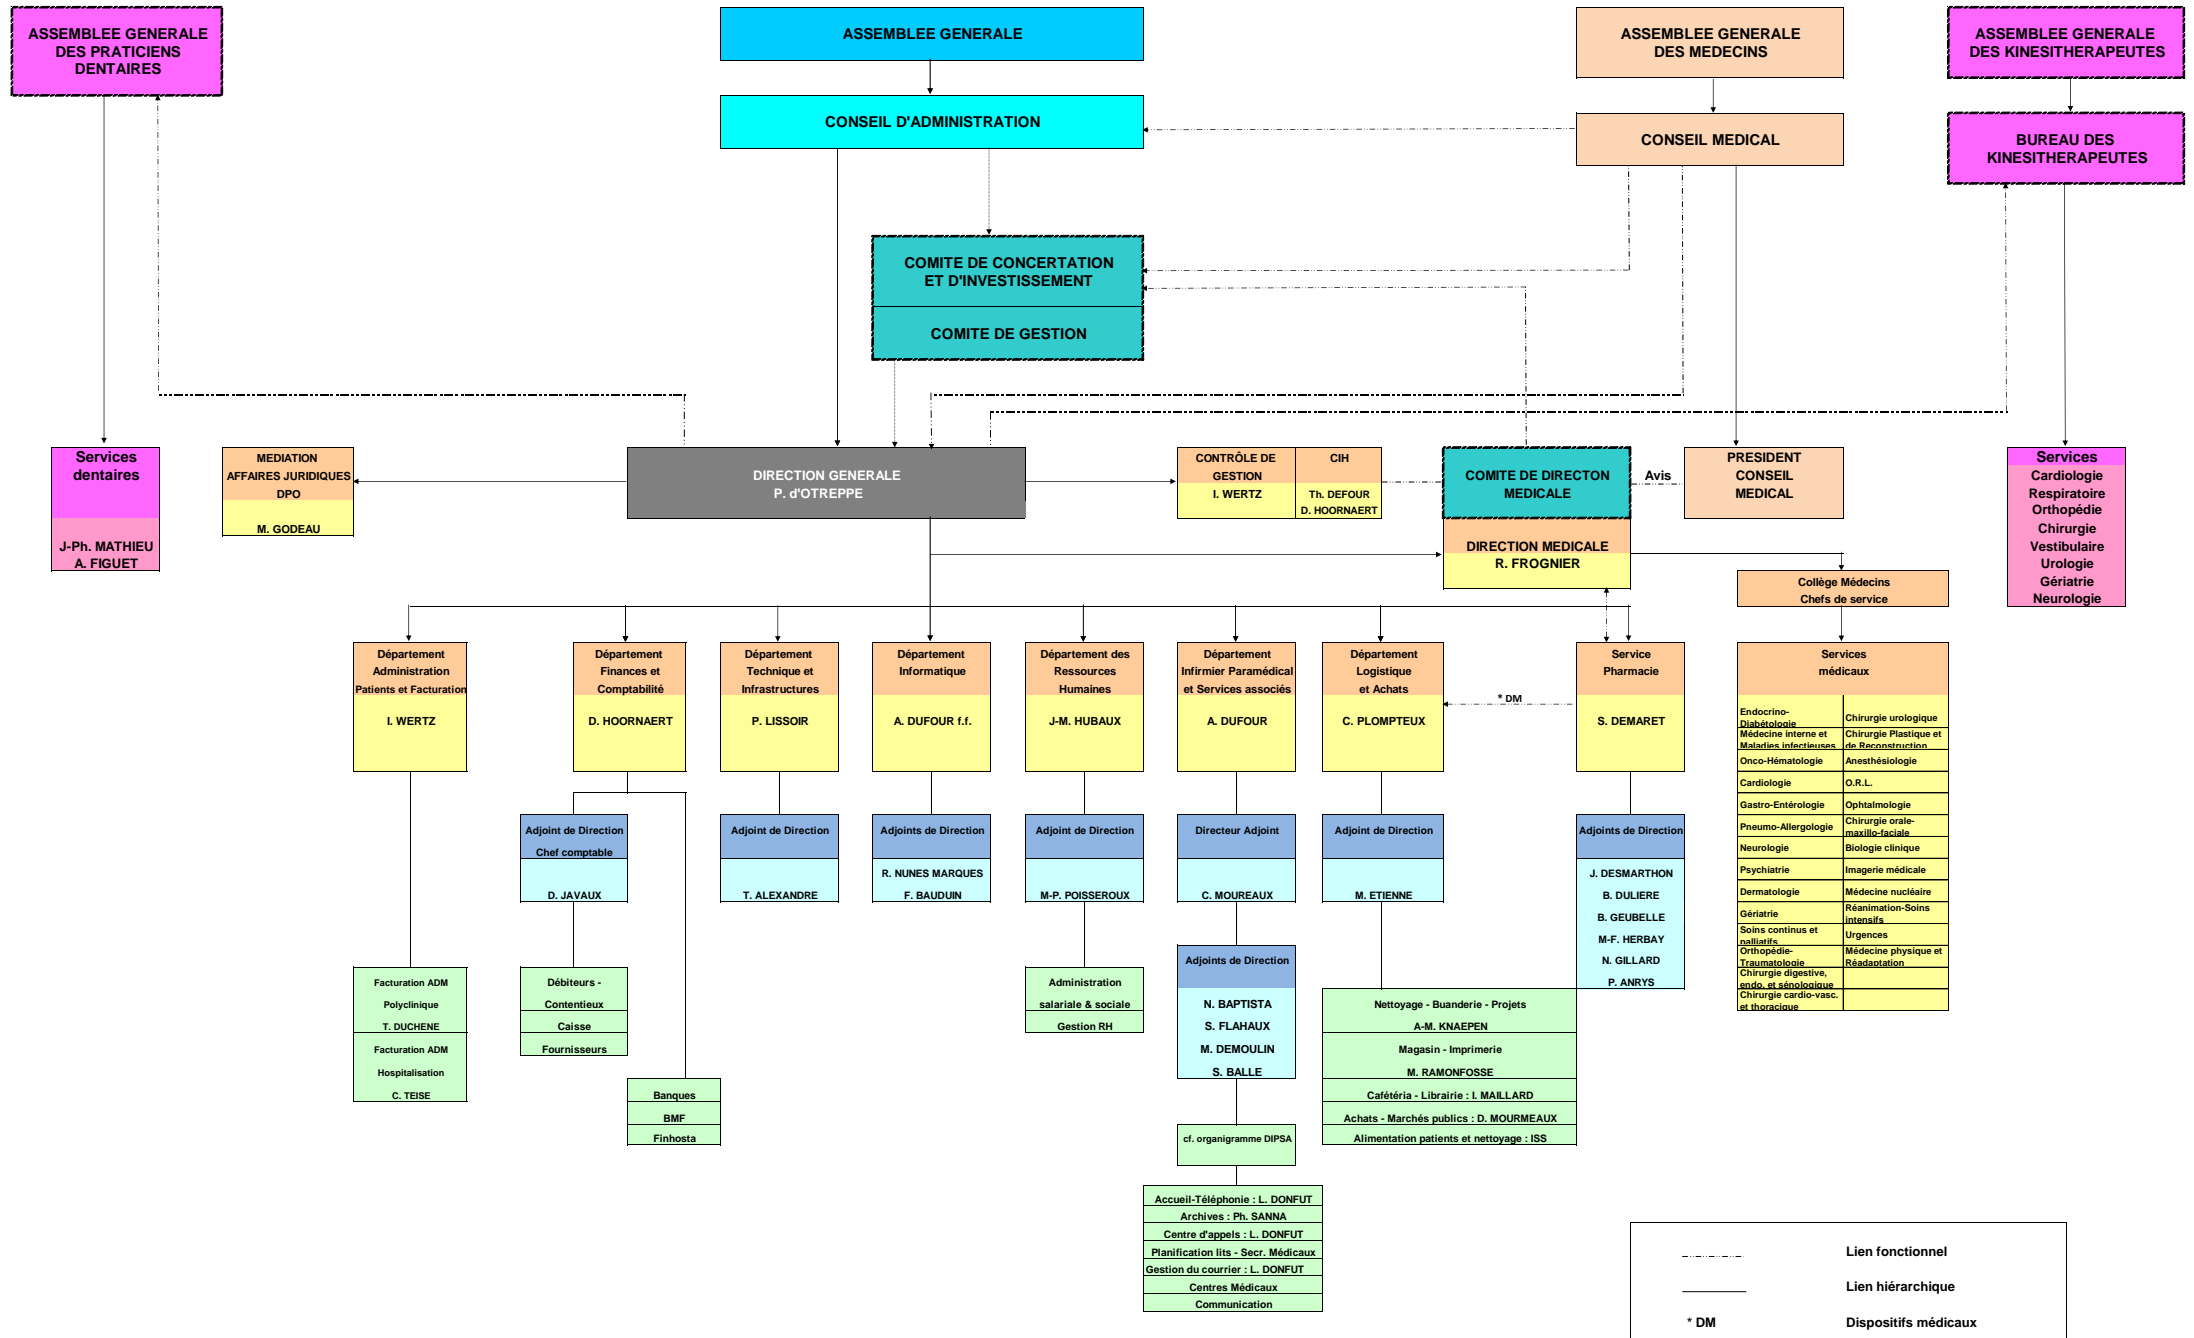 ASSEMBLEE GENERALE
DES PRATICIENS
DENTAIRES
ASSEMBLEE GENERALE
ASSEMBLEE GENERALE
DES MEDECINS
ASSEMBLEE GENERALE
DES KINESITHERAPEUTES
CONSEIL D'ADMINISTRATION
CONSEIL MEDICAL
BUREAU DES
KINESITHERAPEUTES
COMITE DE CONCERTATION
ET D'INVESTISSEMENT
COMITE DE GESTION
Services
dentaires
J-Ph. MATHIEU
A. FIGUET
MEDIATION
AFFAIRES JURIDIQUES
DPO
M. GODEAU
DIRECTION GENERALE
P. d'OTREPPE
CONTRÔLE DE
GESTION
I. WERTZ
CIH
Th. DEFOUR
D. HOORNAERT
COMITE DE DIRECTON
MEDICALE
Avis
PRESIDENT
CONSEIL
MEDICAL
DIRECTION MEDICALE
R. FROGNIER
Services
Cardiologie
Respiratoire
Orthopédie
Chirurgie
Vestibulaire
Urologie
Gériatrie
Neurologie
Collège Médecins
Chefs de service
Département
Administration
Patients et Facturation
I. WERTZ
Département
Finances et
Comptabilité
D. HOORNAERT
Département
Technique et
Infrastructures
P. LISSOIR
Département
Informatique
A. DUFOUR f.f.
Département des
Ressources
Humaines
J-M. HUBAUX
Département
Infirmier Paramédical
et Services associés
A. DUFOUR
Département
Logistique
et Achats
C. PLOMPTEUX
* DM
Service
Pharmacie
S. DEMARET
Services
médicaux
Endocrino-
Diabétologie
Chirurgie urologique
Médecine interne et
Maladies infectieuses
Chirurgie Plastique et
de Reconstruction
Onco-Hématologie
Anesthésiologie
Cardiologie
O.R.L.
Gastro-Entérologie
Ophtalmologie
Pneumo-Allergologie
Chirurgie orale-
maxillo-faciale
Neurologie
Biologie clinique
Psychiatrie
Imagerie médicale
Dermatologie
Médecine nucléaire
Gériatrie
Réanimation-Soins
intensifs
Soins continus et
palliatifs
Urgences
Orthopédie-
Traumatologie
Médecine physique et
Réadaptation
Chirurgie digestive,
endo. et sénologique
Chirurgie cardio-vasc.
et thoracique
Adjoint de Direction
Chef comptable
D. JAVAUX
Adjoint de Direction
T. ALEXANDRE
Adjoints de Direction
R. NUNES MARQUES
F. BAUDUIN
Adjoint de Direction
M-P. POISSEROUX
Directeur Adjoint
C. MOUREAUX
Adjoint de Direction
M. ETIENNE
Adjoints de Direction
J. DESMARTHON
B. DULIERE
B. GEUBELLE
M-F. HERBAY
N. GILLARD
P. ANRYS
Facturation ADM
Polyclinique
T. DUCHENE
Facturation ADM
Hospitalisation
C. TEISE
Débiteurs -
Contentieux
Caisse
Fournisseurs
Banques
BMF
Finhosta
Administration
salariale & sociale
Gestion RH
Adjoints de Direction
N. BAPTISTA
S. FLAHAUX
M. DEMOULIN
S. BALLE
Nettoyage - Buanderie - Projets
A-M. KNAEPEN
Magasin - Imprimerie
M. RAMONFOSSE
Cafétéria - Librairie : I. MAILLARD
Achats - Marchés publics : D. MOURMEAUX
Alimentation patients et nettoyage : ISS
cf. organigramme DIPSA
Accueil-Téléphonie : L. DONFUT
Archives : Ph. SANNA
Centre d'appels : L. DONFUT
Planification lits - Secr. Médicaux
Gestion du courrier : L. DONFUT
Centres Médicaux
Communication
Lien fonctionnel
Lien hiérarchique
* DM
Dispositifs médicaux